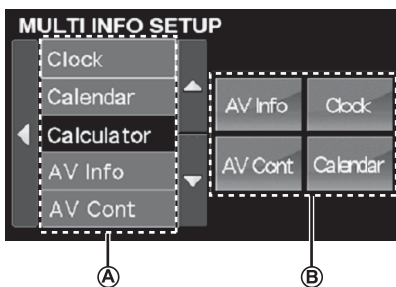 MULTI INFO SETUP
Clock
Calendar
Calculator
AV Info
AV Cont
AV Info Clock
AV Cont Calendar
A B